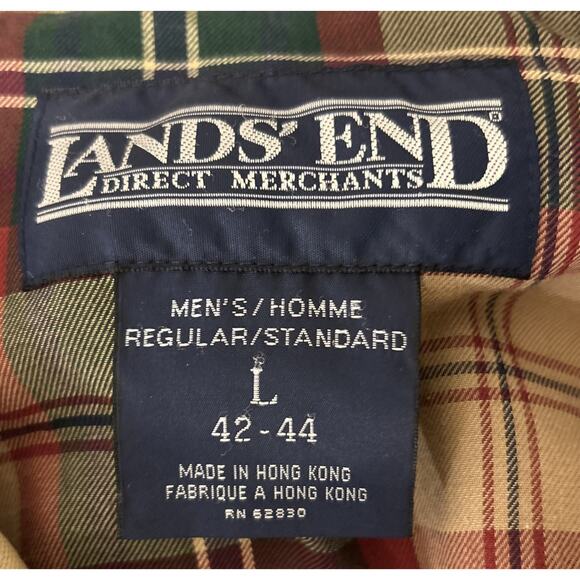 LANDS' END®
DIRECT MERCHANTS
MEN'S/HOMME
REGULAR/STANDARD
L
42-44
MADE IN HONG KONG
FABRIQUE A HONG KONG
RN 62830